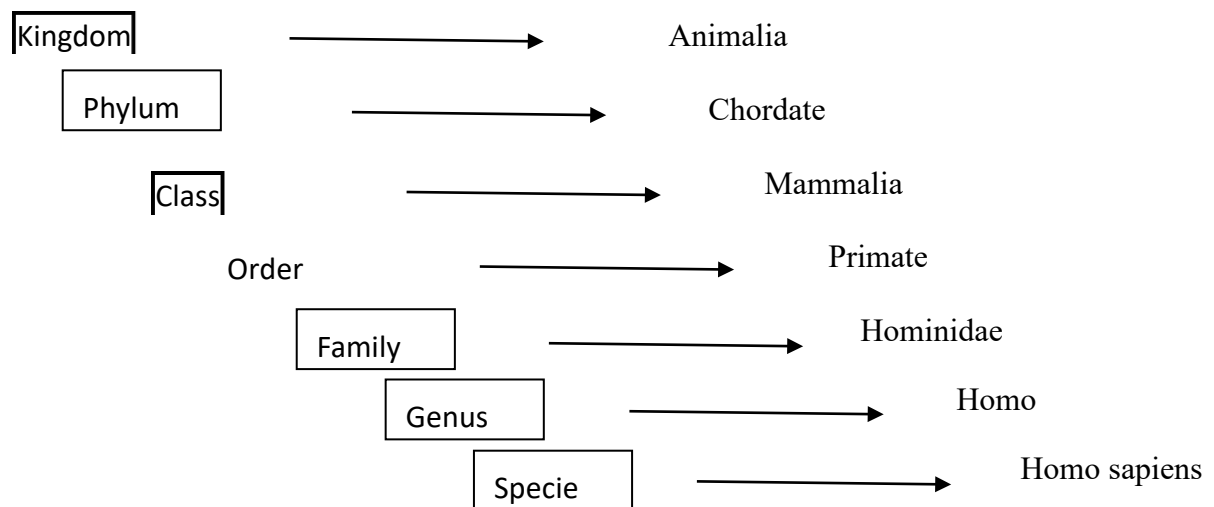 Kingdom Animalia
Phylum Chordate
Class Mammalia
Order Primate
Family Hominidae
Genus Homo
Specie Homo sapiens